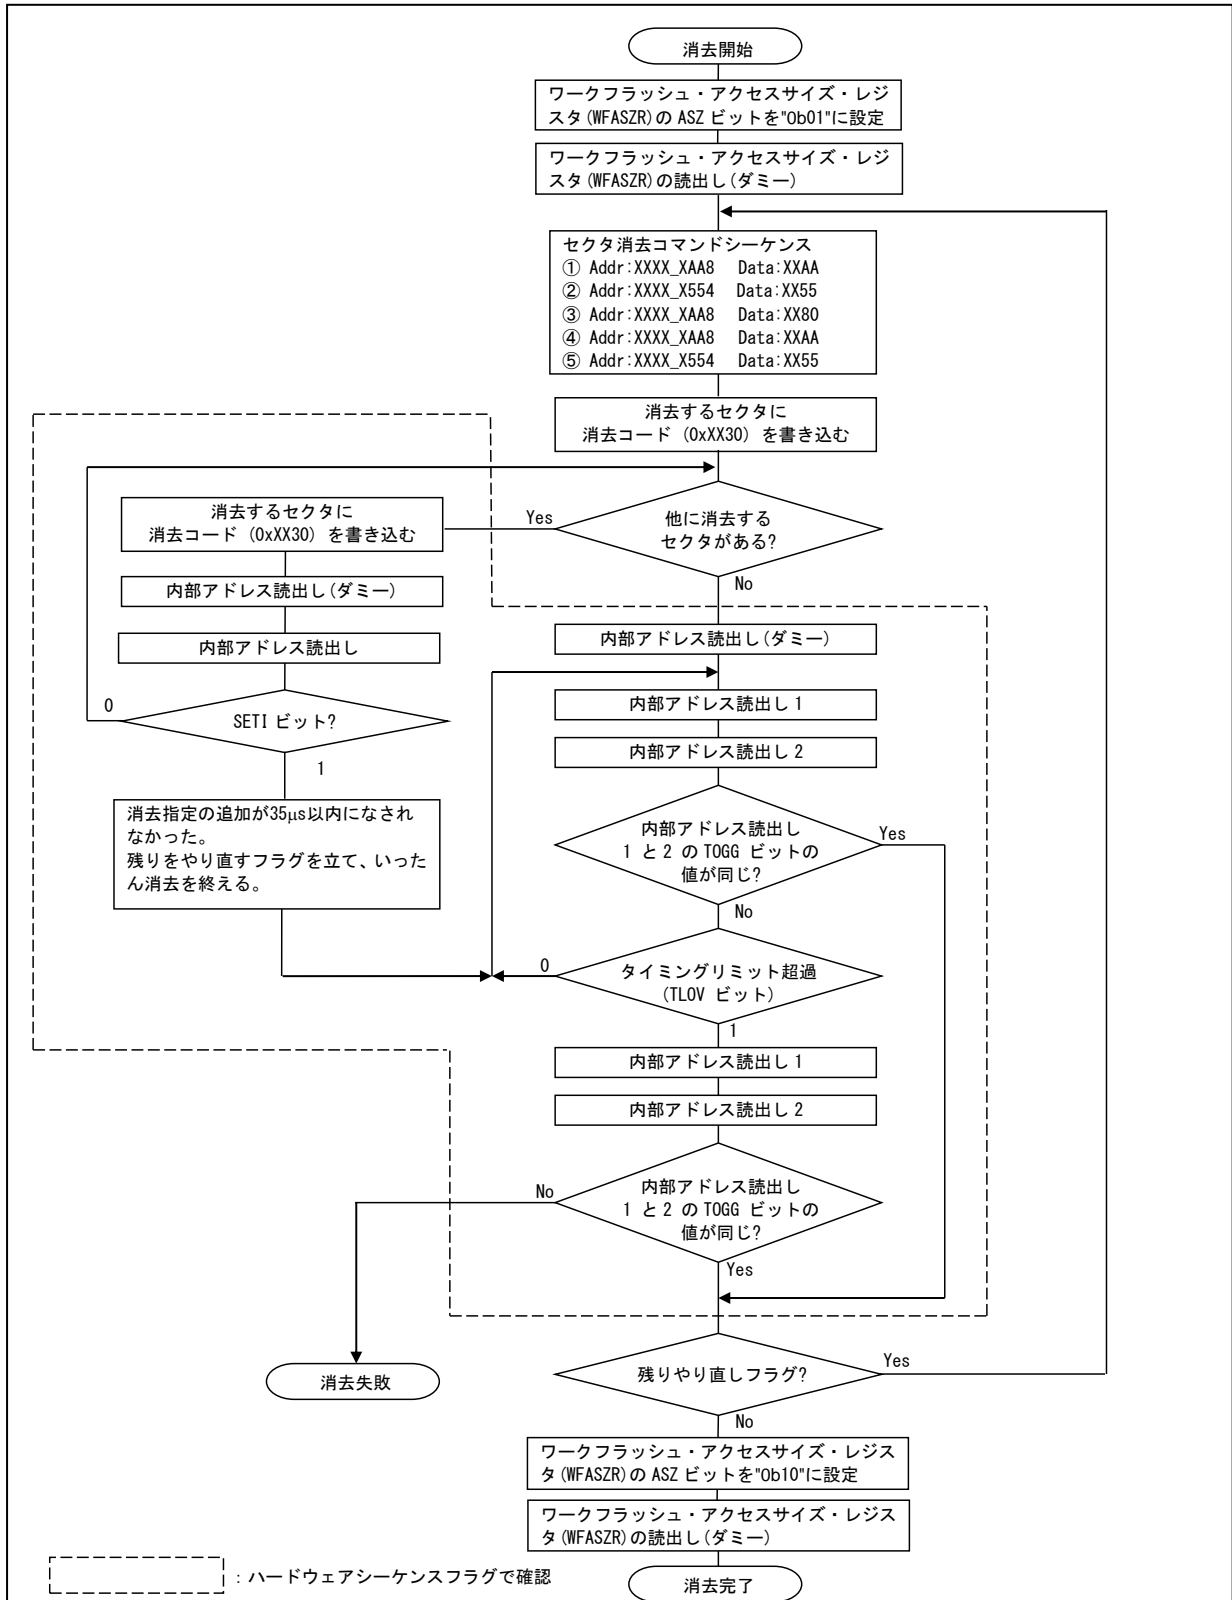 消去開始
ワークフラッシュ・アクセスサイズ・レジ
スタ(WFASZR)の ASZ ビットを"0b01"に設定
ワークフラッシュ・アクセスサイズ・レジ
スタ(WFASZR)の読出し(ダミー)
セクタ消去コマンドシーケンス
① Addr:XXXX_XAA8 Data:XXAA
② Addr:XXXX_X554 Data:XX55
③ Addr:XXXX_XAA8 Data:XX80
④ Addr:XXXX_XAA8 Data:XXAA
⑤ Addr:XXXX_X554 Data:XX55
消去するセクタに
消去コード (0xXX30) を書き込む
他に消去する
セクタがある?
Yes
No
消去するセクタに
消去コード (0xXX30) を書き込む
内部アドレス読出し(ダミー)
内部アドレス読出し
SETI ビット?
0
1
消去指定の追加が35μs以内になされ
なかった。
残りをやり直すフラグを立て、いった
ん消去を終える。
内部アドレス読出し(ダミー)
内部アドレス読出し 1
内部アドレス読出し 2
内部アドレス読出し
1 と 2 の TOGG ビットの
値が同じ?
Yes
No
タイミングリミット超過
(TLOV ビット)
0
1
内部アドレス読出し 1
内部アドレス読出し 2
内部アドレス読出し
1 と 2 の TOGG ビットの
値が同じ?
No
Yes
消去失敗
残りやり直しフラグ?
Yes
No
ワークフラッシュ・アクセスサイズ・レジス
タ(WFASZR)の ASZ ビットを"0b10"に設定
ワークフラッシュ・アクセスサイズ・レジス
タ(WFASZR)の読出し(ダミー)
消去完了
: ハードウェアシーケンスフラグで確認